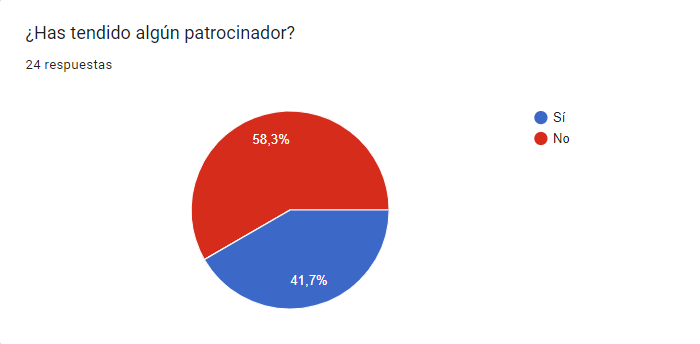 ¿Has tendido algún patrocinador?
24 respuestas
Sí
No
58,3%
41,7%